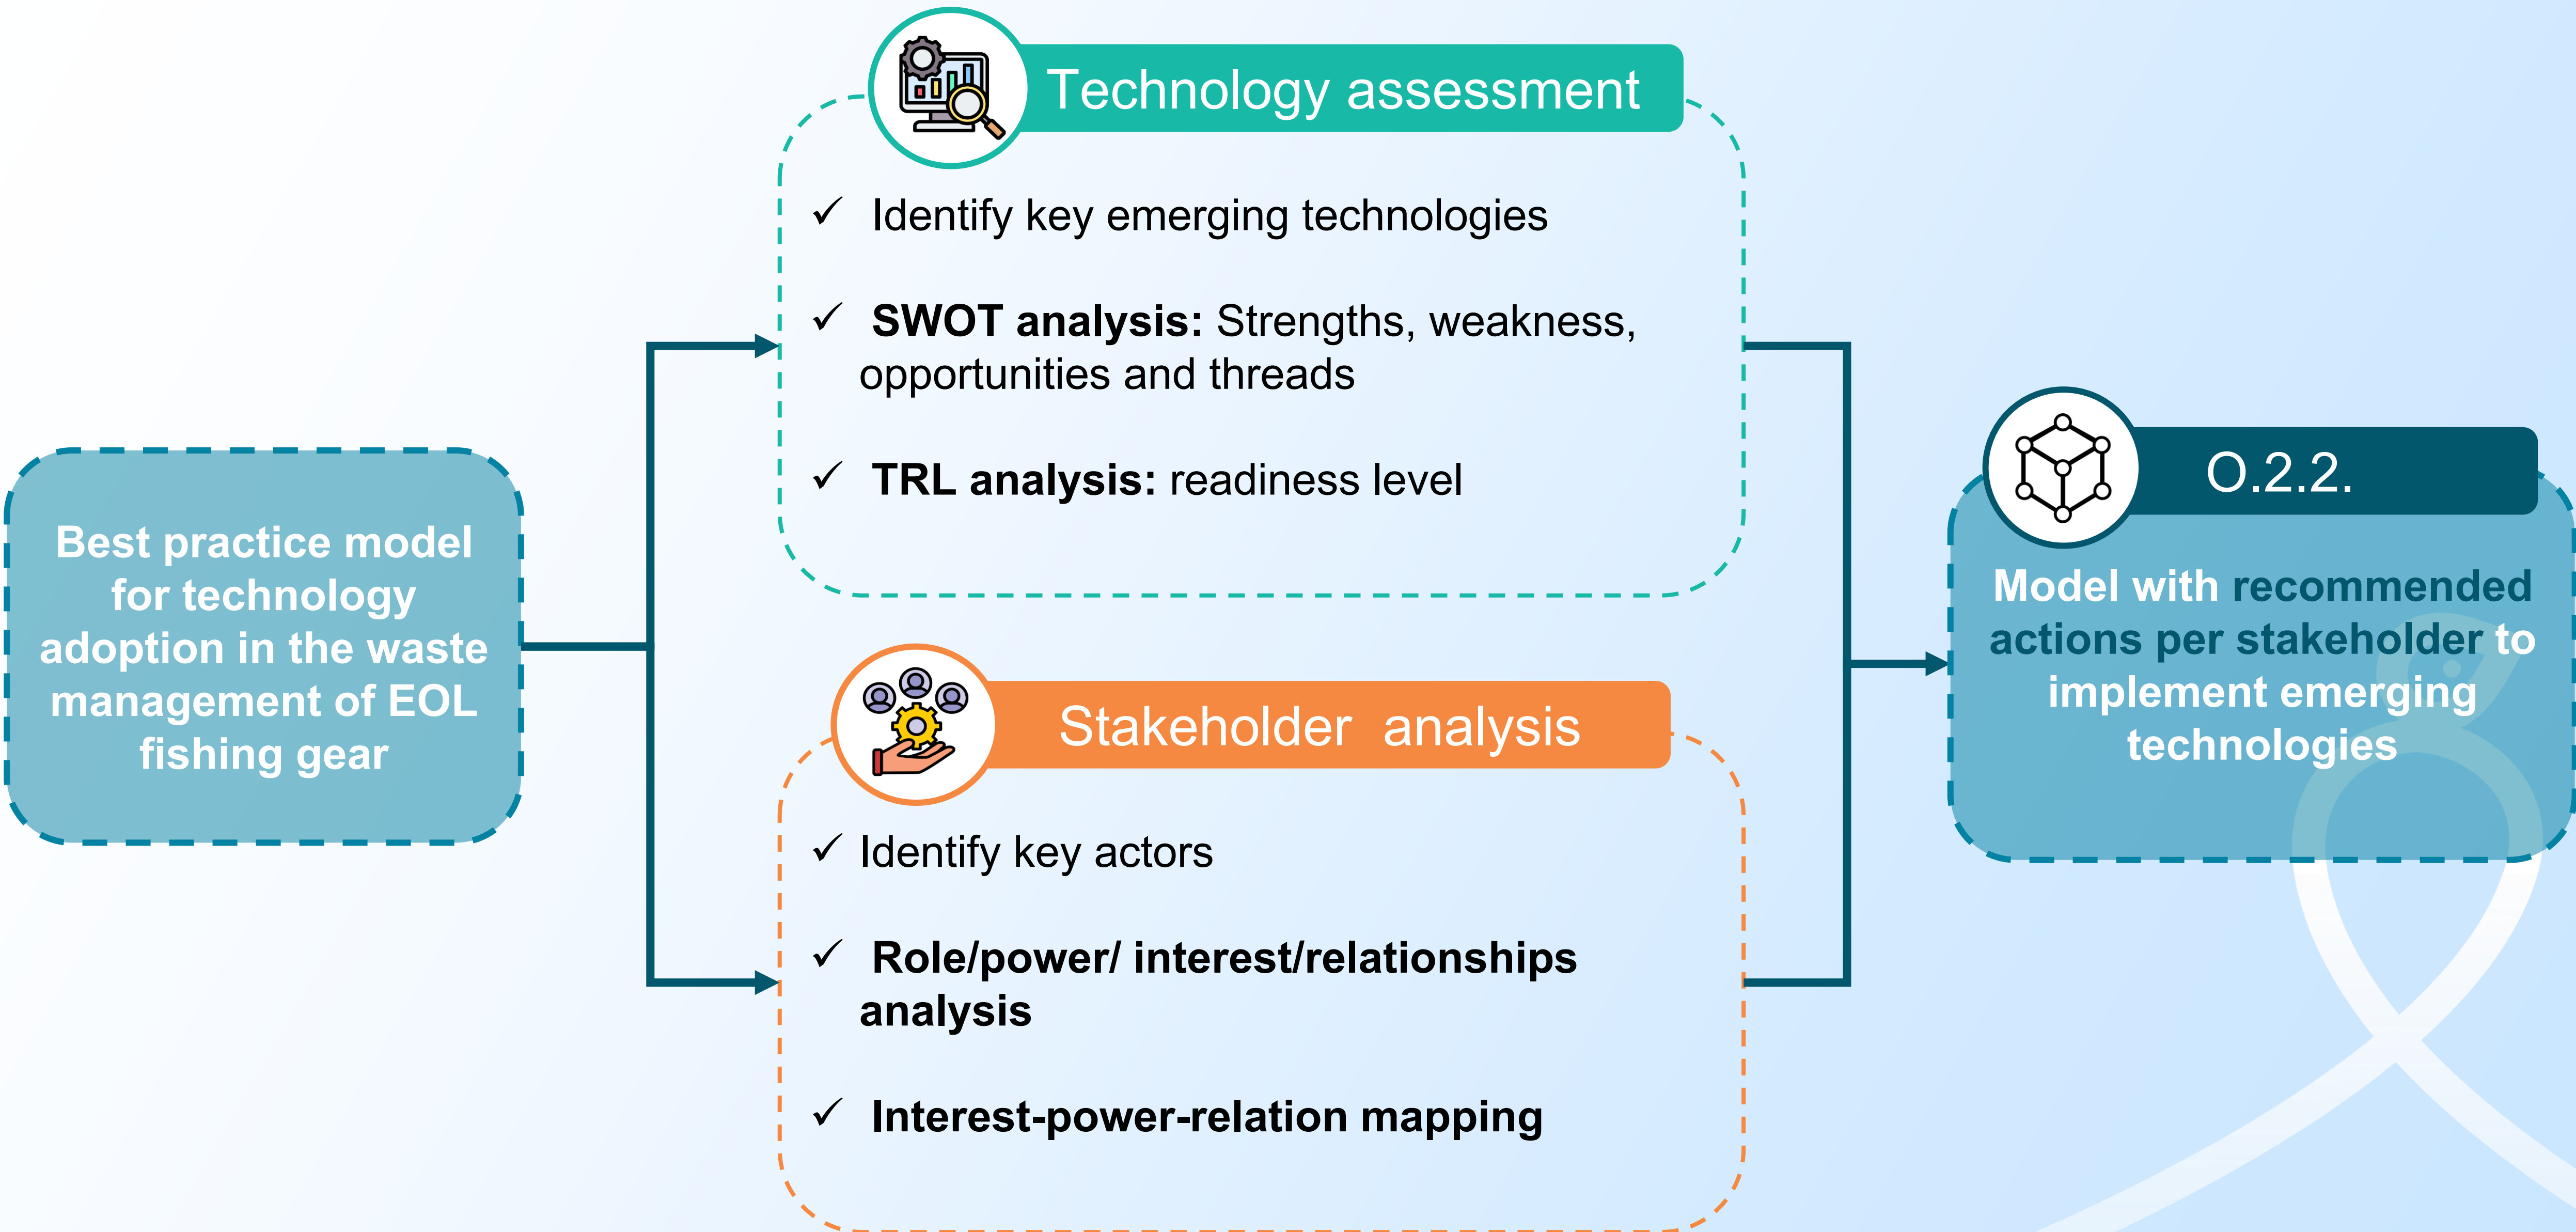 Best practice model
for technology
adoption in the waste
management of EOL
fishing gear
Technology assessment
✓ Identify key emerging technologies
✓ SWOT analysis: Strengths, weakness,
opportunities and threads
✓ TRL analysis: readiness level
Stakeholder analysis
✓ Identify key actors
✓ Role/power/ interest/relationships
analysis
✓ Interest-power-relation mapping
O.2.2.
Model with recommended
actions per stakeholder to
implement emerging
technologies